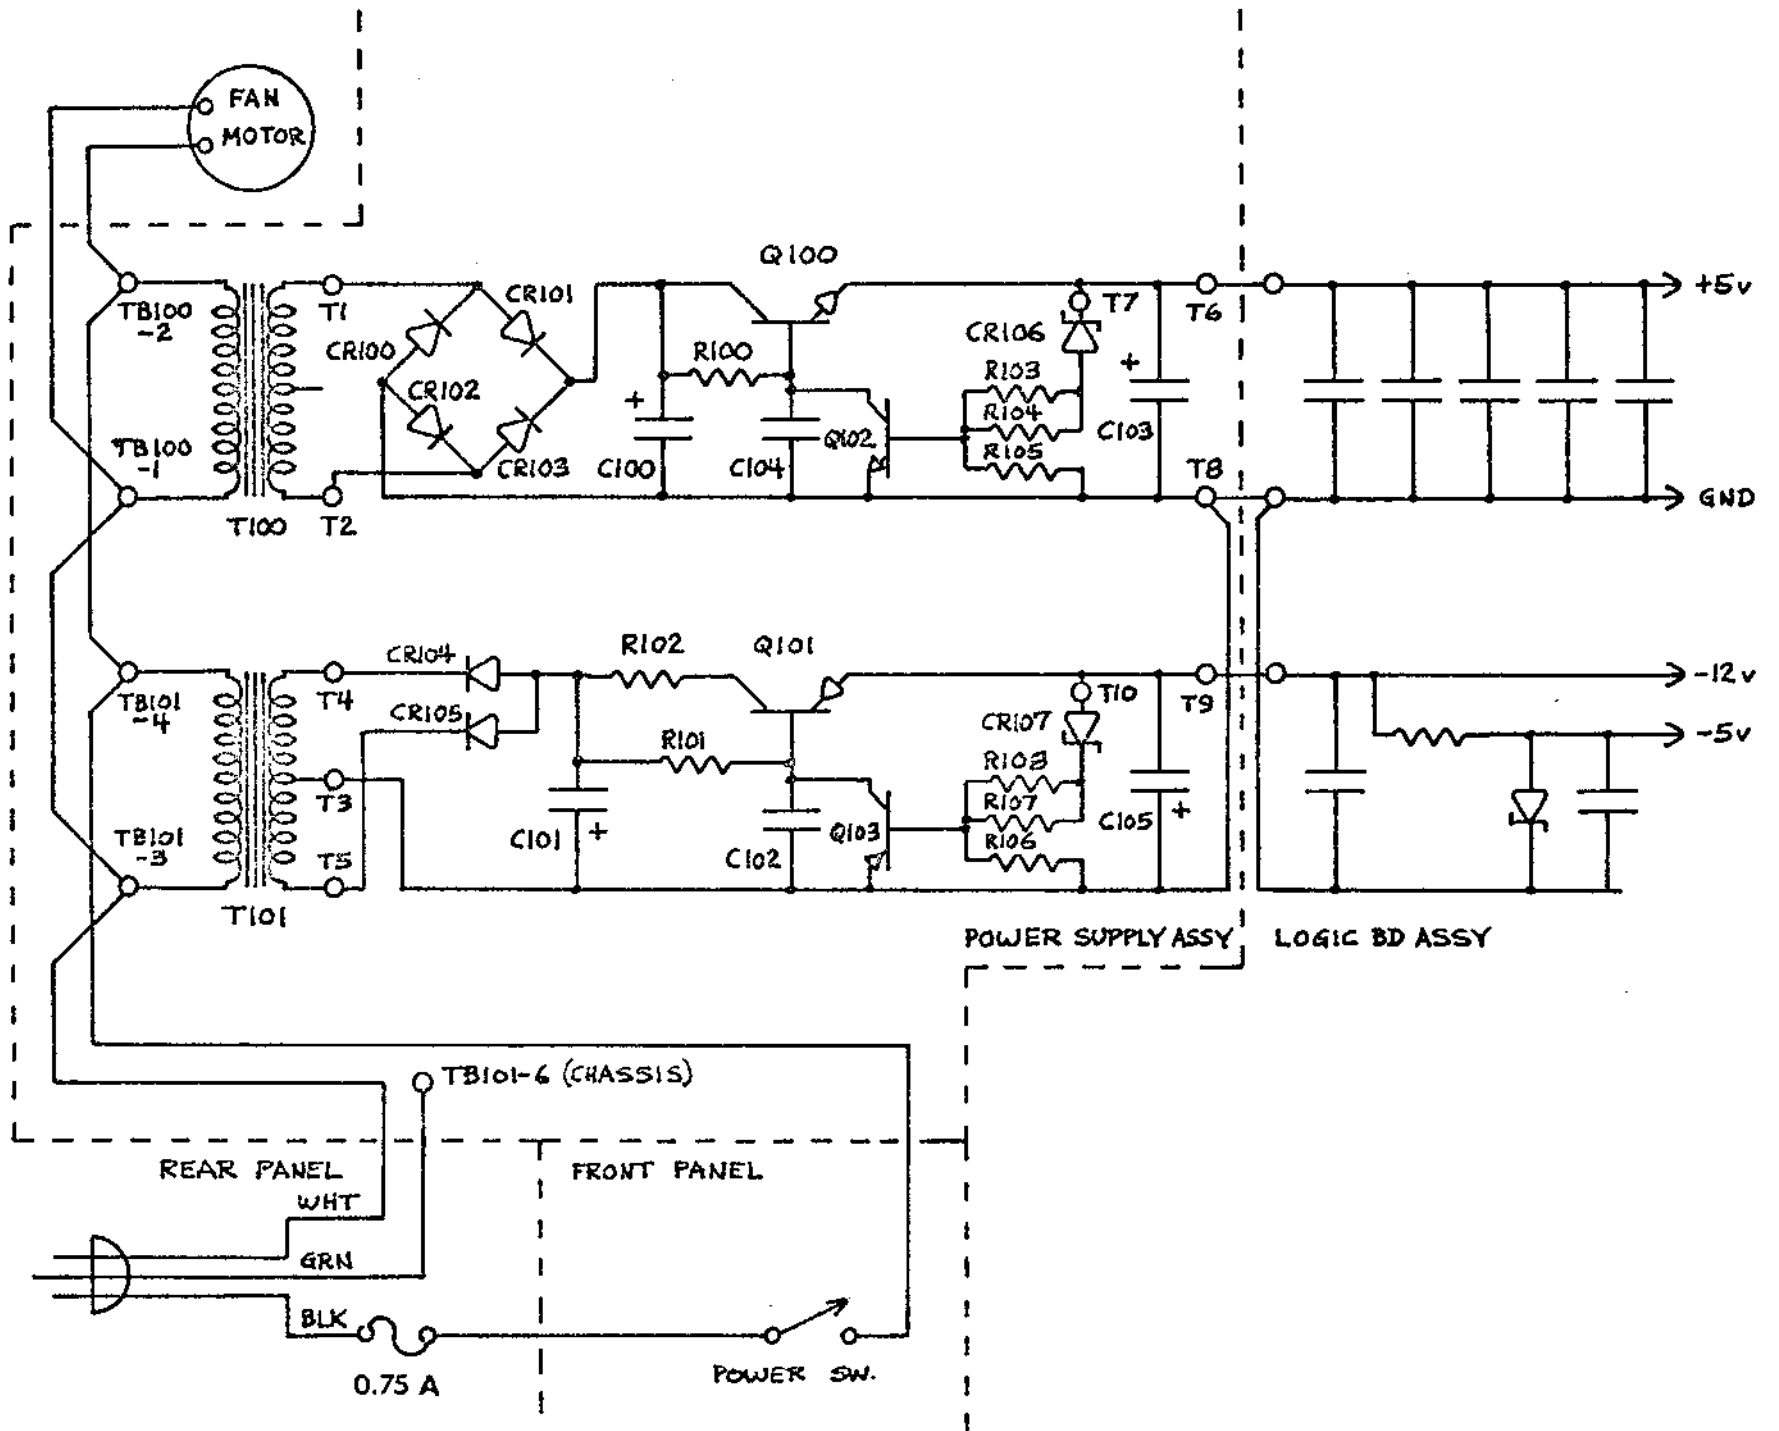 FAN
MOTOR
Q100
TB100
-2
T1
CR101
CR100
CR102
CR103
R100
+
C100
C104
Q102
CR106
T7
R103
R104
R105
+
C103
T6
+5v
TB100
-1
T100
T2
T8
GND
CR104
R102
Q101
TB101
-4
T4
CR105
R101
T3
T5
TB101
-3
T101
C101
+
C102
Q103
T10
CR107
R108
R107
R106
C105
+
T9
-12v
-5v
POWER SUPPLY ASSY
LOGIC BD ASSY
TB101-6 (CHASSIS)
REAR PANEL
FRONT PANEL
WHT
GRN
BLK
0.75 A
POWER SW.